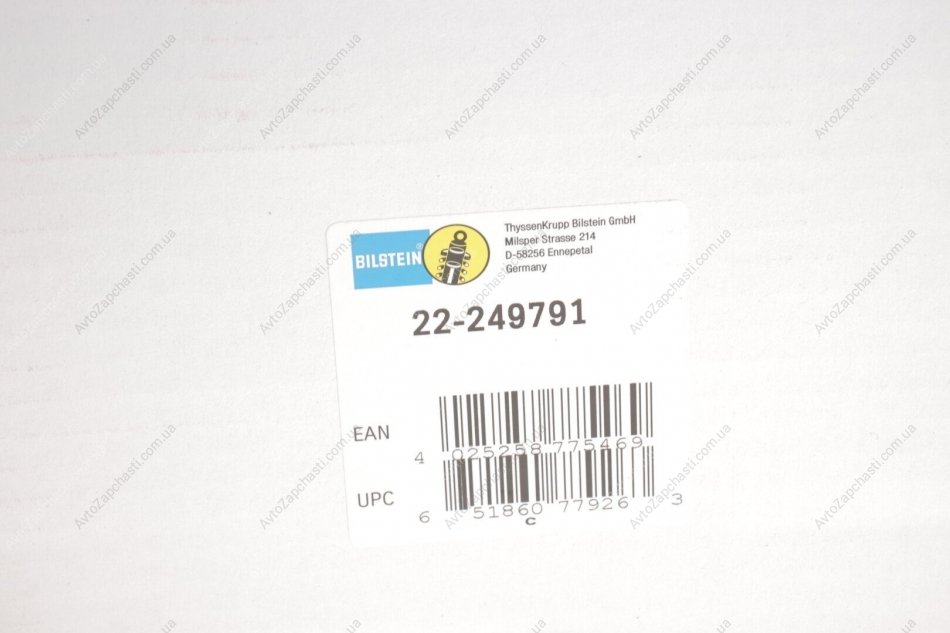 BILSTEIN®
ThyssenKrupp Bilstein GmbH
Milsper Strasse 214
D-58256 Ennepetal
Germany
22-249791
EAN
4 025258 775469
UPC
6 51860 77926 3
C
AvtoZapchasti.com.ua